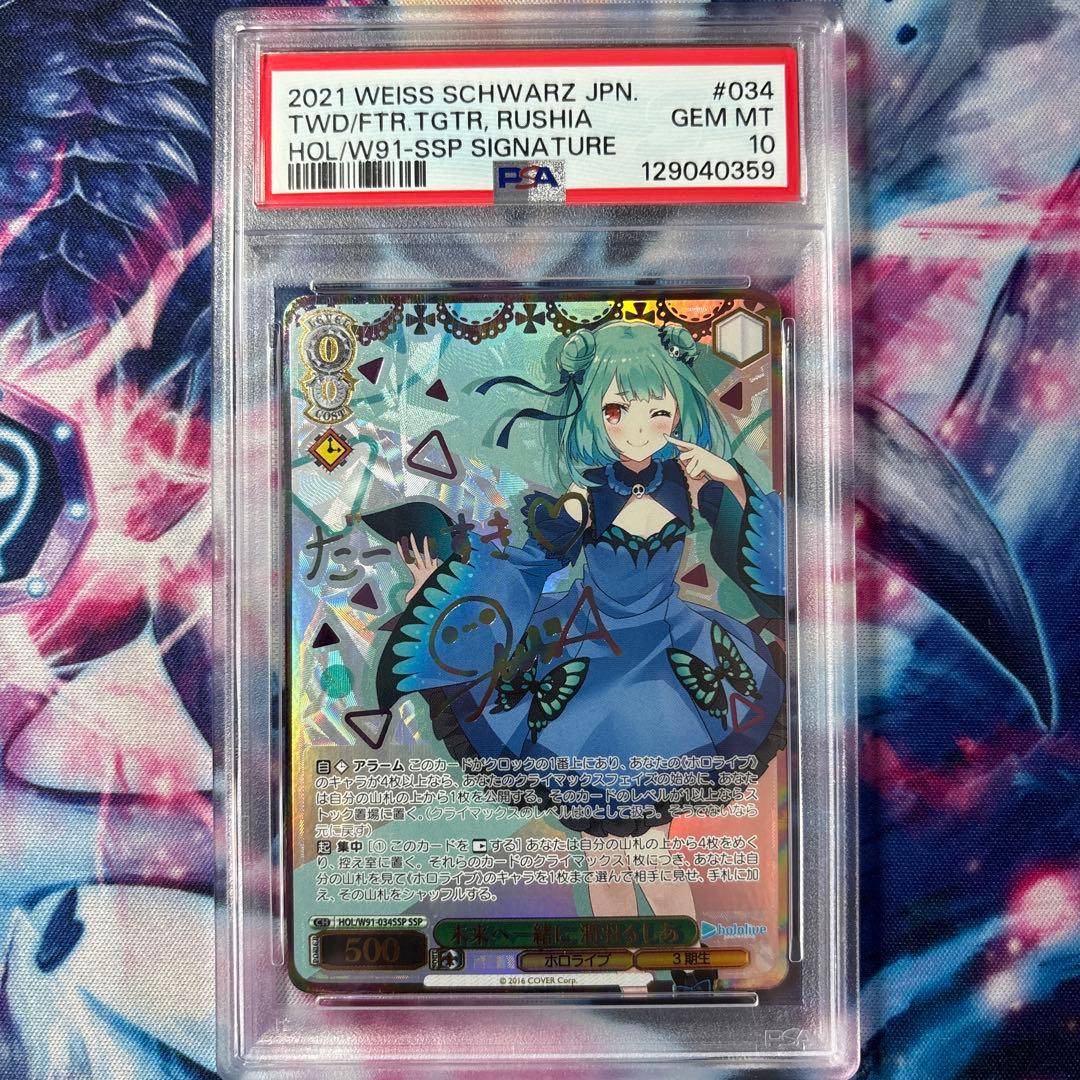 2021 WEISS SCHWARZ JPN. #034
TWD/FTR.TGTR, RUSHIA GEM MT
HOL/W91-SSP SIGNATURE 10
PSA 129040359
LEVEL
0
0
COST
だーいすき♡
自 アラーム このカードがクロックの1番上にあり、あなたの《ホロライブ》
のキャラが4枚以上なら、あなたのクライマックスフェイズの始めに、あなた
は自分の山札の上から1枚を公開する。そのカードのレベルが1以上ならス
トック置場に置く。(クライマックスのレベルは0として扱う。そうでないなら
元に戻す)
起 集中 [① このカードをする] あなたは自分の山札の上から4枚をめく
り、控え室に置く。それらのカードのクライマックス1枚につき、あなたは自
分の山札を見て《ホロライブ》のキャラを1枚まで選んで相手に見せ、手札に加
え、その山札をシャッフルする。
CH HOL/W91-034SSP SSP
未来へ一緒に 潤羽るしあ hololive
500 ホロライブ 3期生
© 2016 COVER Corp.
PSA